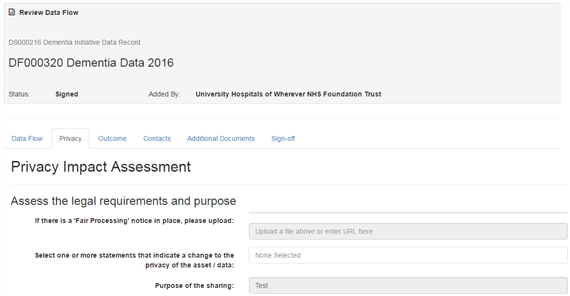 Review Data Flow
DS000216 Dementia Initiative Data Record
DF000320 Dementia Data 2016
Status: Signed Added By: University Hospitals of Wherever NHS Foundation Trust
Data Flow Privacy Outcome Contacts Additional Documents Sign-off
Privacy Impact Assessment
Assess the legal requirements and purpose
If there is a 'Fair Processing' notice in place, please upload:
Upload a file above or enter URL here
Select one or more statements that indicate a change to the None Selected
privacy of the asset / data:
Purpose of the sharing: Test